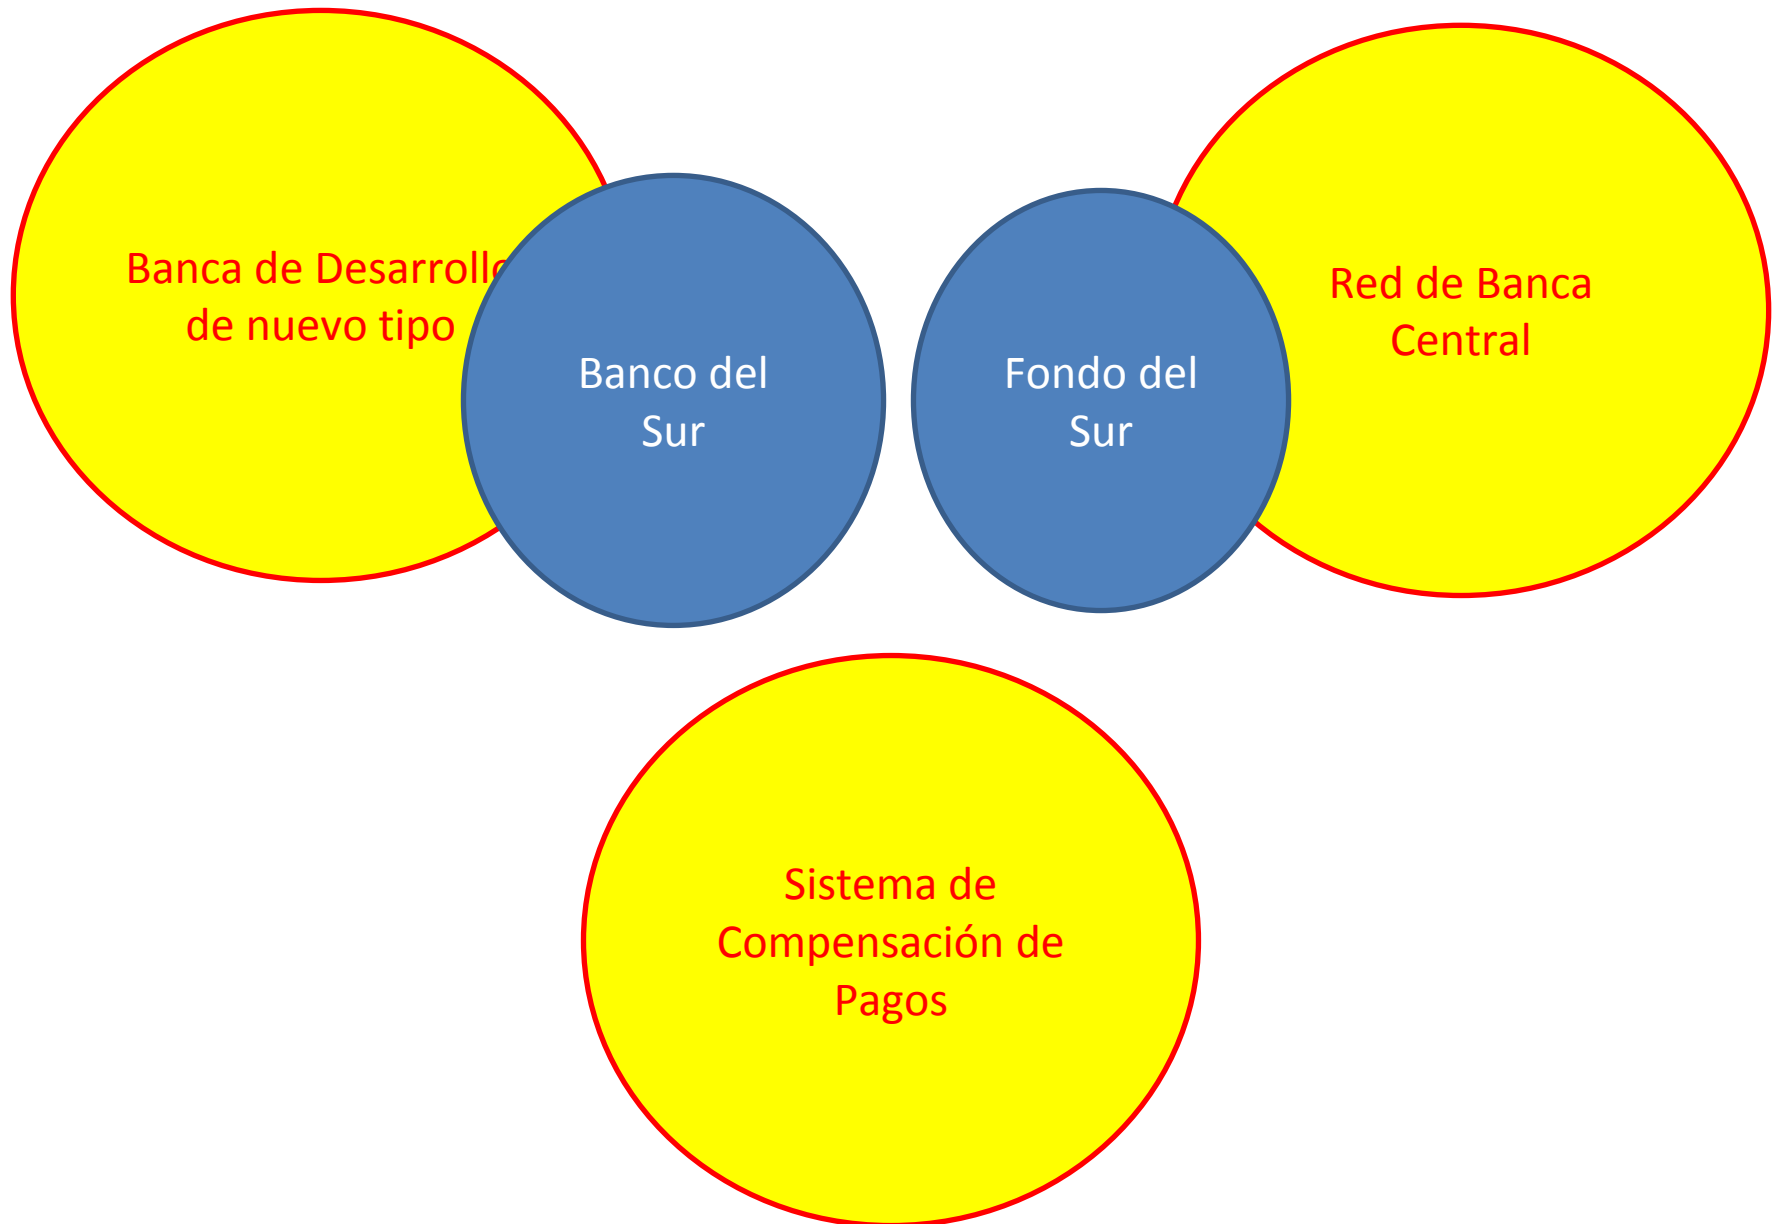 Banca de Desarrollo
de nuevo tipo
Banco del
Sur
Fondo del
Sur
Red de Banca
Central
Sistema de
Compensación de
Pagos